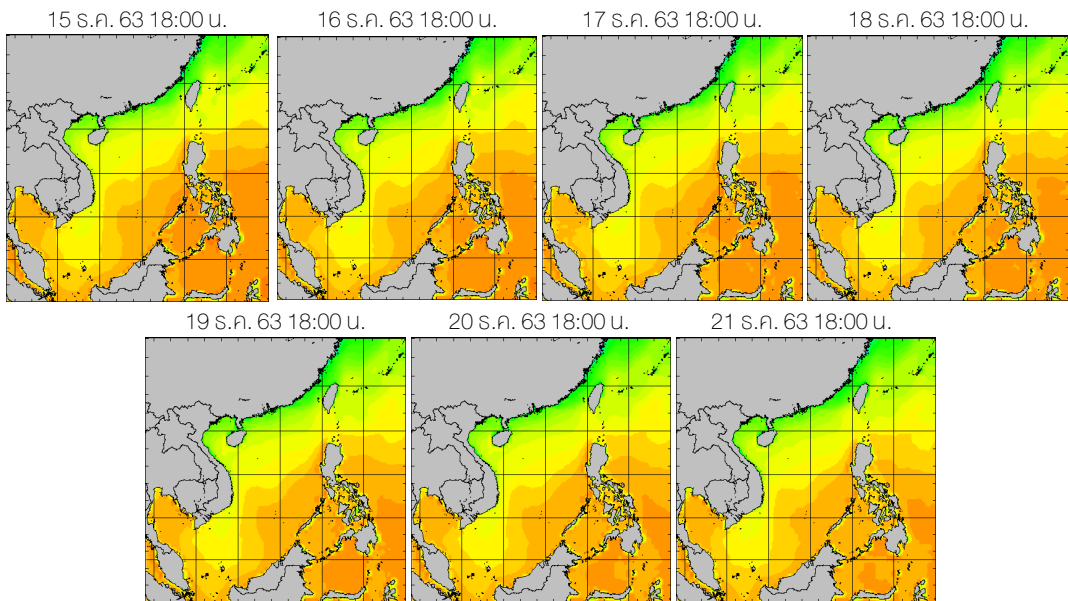 15 ธ.ค. 63 18:00 น.
16 ธ.ค. 63 18:00 น.
17 ธ.ค. 63 18:00 น.
18 ธ.ค. 63 18:00 น.
19 ธ.ค. 63 18:00 น.
20 ธ.ค. 63 18:00 น.
21 ธ.ค. 63 18:00 น.